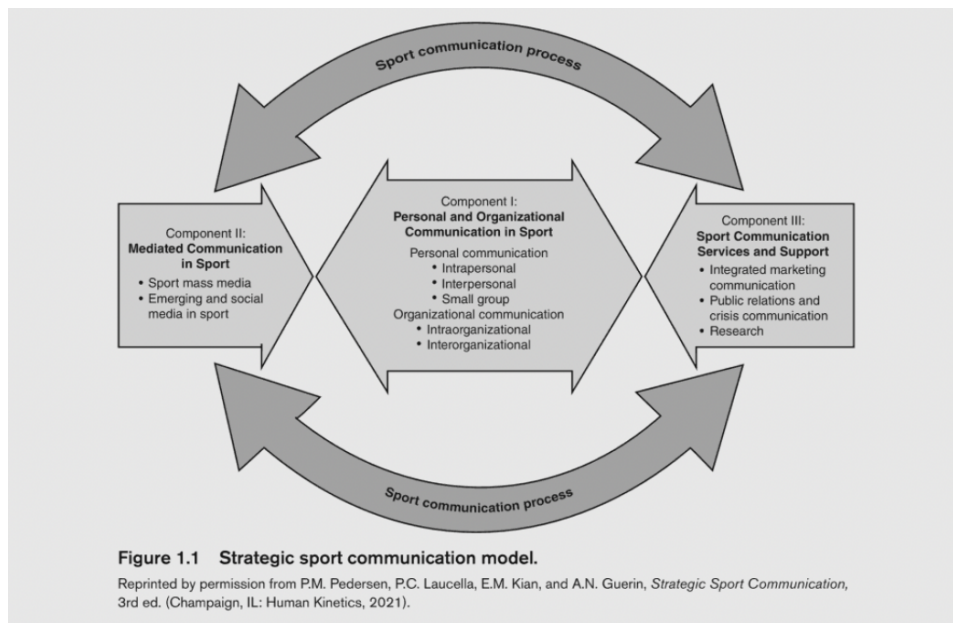 Sport communication process
Component II:
Mediated Communication
in Sport
• Sport mass media
• Emerging and social
media in sport
Component I:
Personal and Organizational
Communication in Sport
Personal communication
• Intrapersonal
• Interpersonal
• Small group
Organizational communication
• Intraorganizational
• Interorganizational
Component III:
Sport Communication
Services and Support
• Integrated marketing
communication
• Public relations and
crisis communication
• Research
Sport communication process
Figure 1.1 Strategic sport communication model.
Reprinted by permission from P.M. Pedersen, P.C. Laucella, E.M. Kian, and A.N. Guerin, Strategic Sport Communication,
3rd ed. (Champaign, IL: Human Kinetics, 2021).